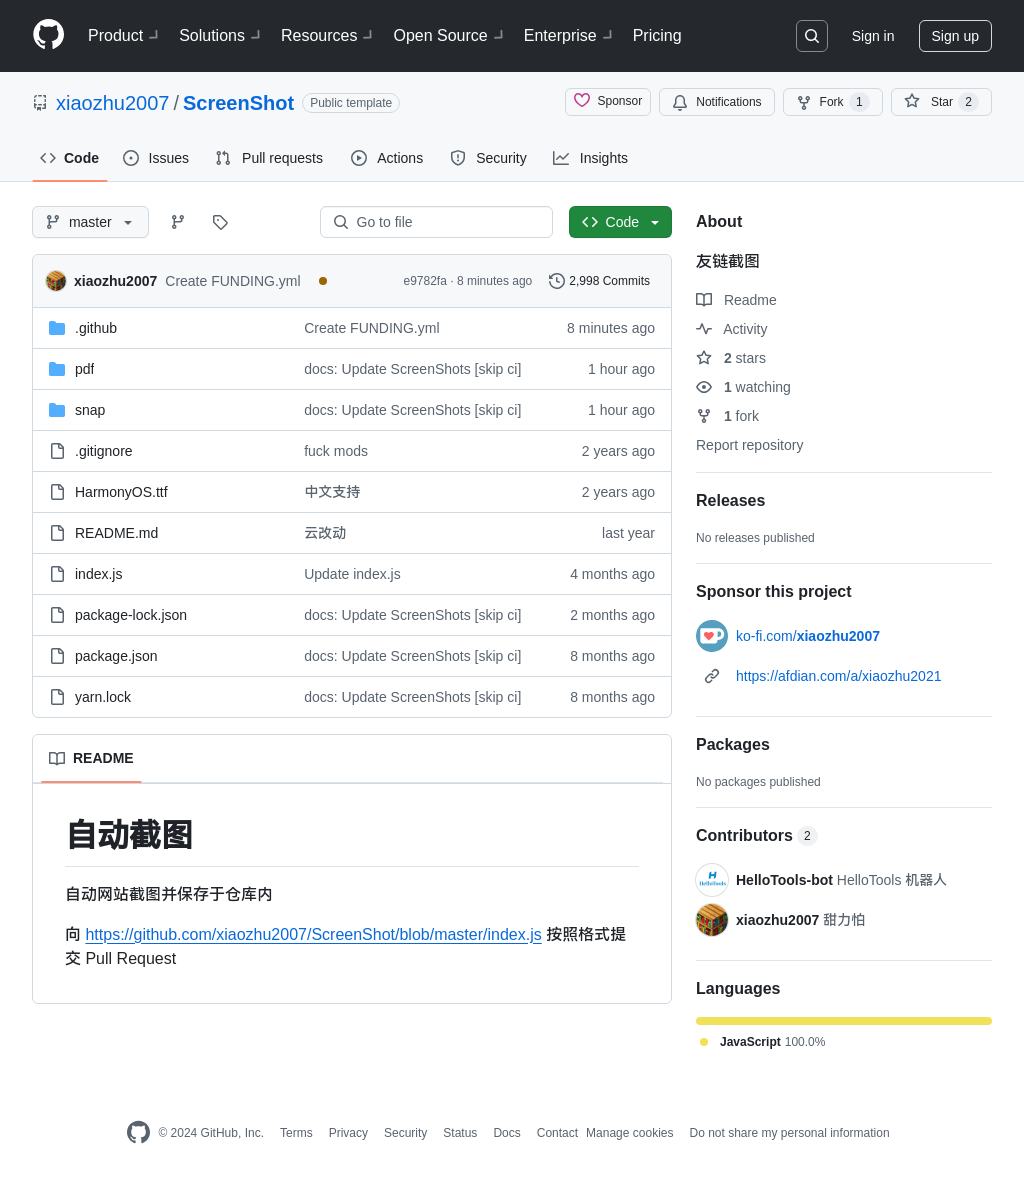 Product Solutions Resources Open Source Enterprise Pricing Sign in Sign up
xiaozhu2007 / ScreenShot Public template Sponsor Notifications Fork 1 Star 2
Code Issues Pull requests Actions Security Insights
master Go to file Code
xiaozhu2007 Create FUNDING.yml e9782fa · 8 minutes ago 2,998 Commits
.github Create FUNDING.yml 8 minutes ago
pdf docs: Update ScreenShots [skip ci] 1 hour ago
snap docs: Update ScreenShots [skip ci] 1 hour ago
.gitignore fuck mods 2 years ago
HarmonyOS.ttf 中文支持 2 years ago
README.md 云改动 last year
index.js Update index.js 4 months ago
package-lock.json docs: Update ScreenShots [skip ci] 2 months ago
package.json docs: Update ScreenShots [skip ci] 8 months ago
yarn.lock docs: Update ScreenShots [skip ci] 8 months ago
README
自动截图
自动网站截图并保存于仓库内
向 https://github.com/xiaozhu2007/ScreenShot/blob/master/index.js 按照格式提
交 Pull Request
About
友链截图
Readme
Activity
2 stars
1 watching
1 fork
Report repository
Releases
No releases published
Sponsor this project
ko-fi.com/xiaozhu2007
https://afdian.com/a/xiaozhu2021
Packages
No packages published
Contributors 2
HelloTools
HelloTools-bot HelloTools 机器人
xiaozhu2007 甜力怕
Languages
JavaScript 100.0%
© 2024 GitHub, Inc. Terms Privacy Security Status Docs Contact Manage cookies Do not share my personal information